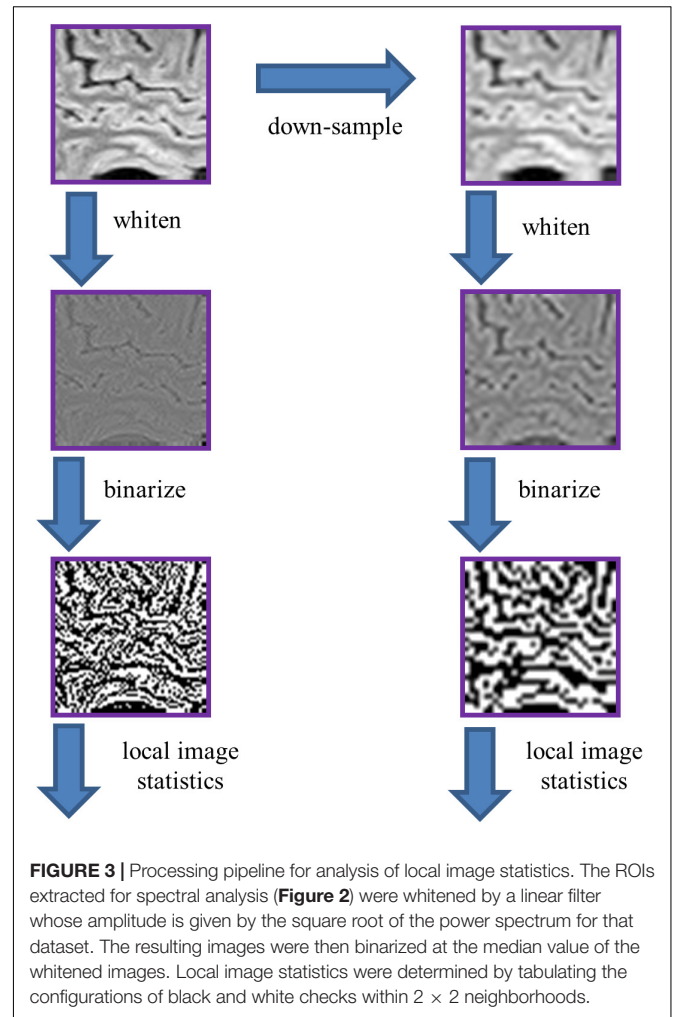 down-sample
whiten
whiten
binarize
binarize
local image
statistics
local image
statistics
FIGURE 3 | Processing pipeline for analysis of local image statistics. The ROIs
extracted for spectral analysis (Figure 2) were whitened by a linear filter
whose amplitude is given by the square root of the power spectrum for that
dataset. The resulting images were then binarized at the median value of the
whitened images. Local image statistics were determined by tabulating the
configurations of black and white checks within 2 × 2 neighborhoods.